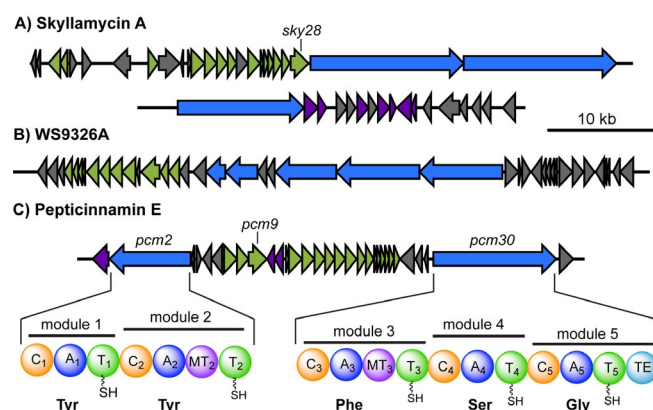 A) Skyllamycin A
sky28
10 kb
B) WS9326A
C) Pepticinnamin E
pcm2
pcm9
pcm30
module 1
module 2
module 3
module 4
module 5
C1 A1 T1 C2 A2 MT2 T2
C3 A3 MT3 T3 C4 A4 T4 C5 A5 T5 TE
SH SH SH SH SH
Tyr Tyr Phe Ser Gly